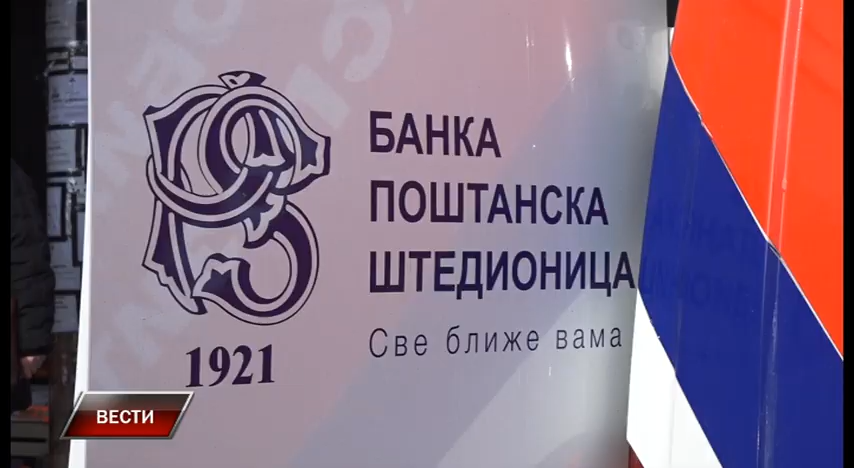 БАНКА
ПОШТАНСКА
ШТЕДИОНИЦА
Све ближе вама
1921
ВЕСТИ